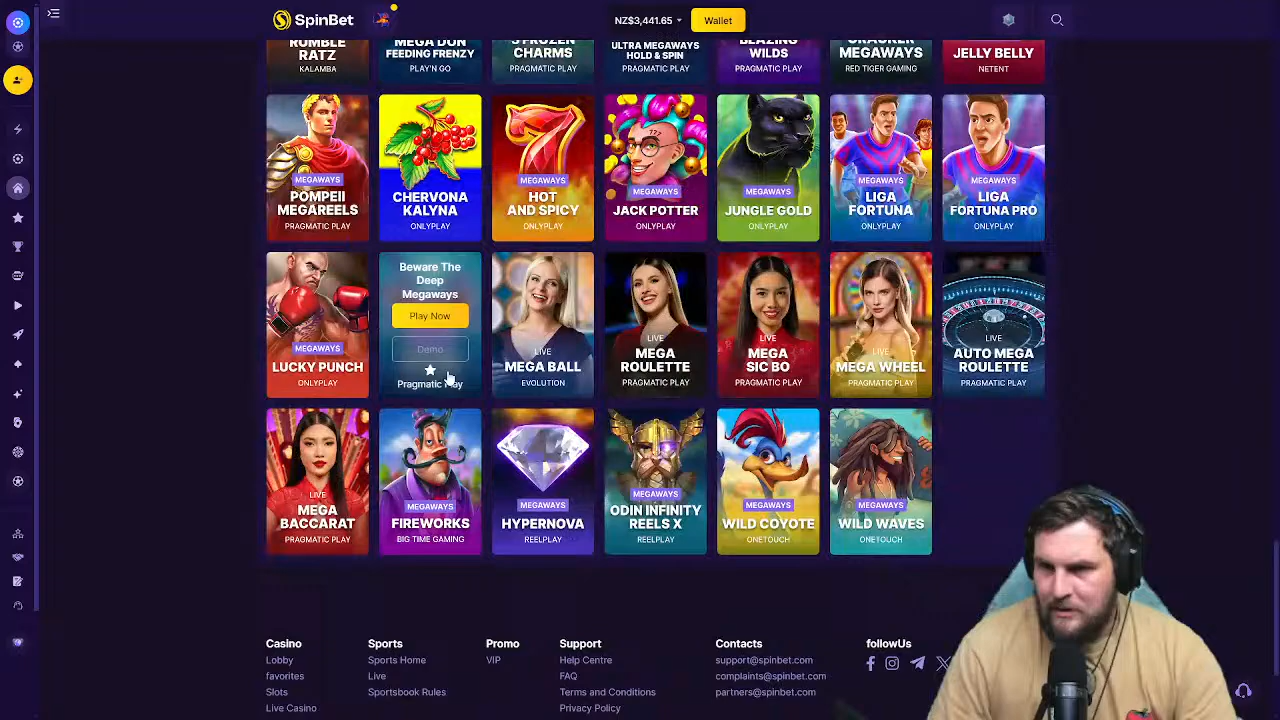 SpinBet
NZ$3,441.65
Wallet
RUMBLE
RATZ
KALAMBA
MEGA DON
FEEDING FRENZY
PLAY'N GO
3 FROZEN
CHARMS
PRAGMATIC PLAY
ULTRA MEGAWAYS
HOLD & SPIN
PRAGMATIC PLAY
BLAZING
WILDS
PRAGMATIC PLAY
CRACKER
MEGAWAYS
RED TIGER GAMING
JELLY BELLY
NETENT
MEGAWAYS
POMPEII
MEGAREELS
PRAGMATIC PLAY
CHERVONA
KALYNA
ONLYPLAY
MEGAWAYS
HOT
AND SPICY
ONLYPLAY
???
MEGAWAYS
JACK POTTER
ONLYPLAY
MEGAWAYS
JUNGLE GOLD
ONLYPLAY
MEGAWAYS
LIGA
FORTUNA
ONLYPLAY
MEGAWAYS
LIGA
FORTUNA PRO
ONLYPLAY
MEGAWAYS
LUCKY PUNCH
ONLYPLAY
Beware The
Deep
Megaways
Play Now
Demo
Pragmatic Play
LIVE
MEGA BALL
EVOLUTION
LIVE
MEGA
ROULETTE
PRAGMATIC PLAY
LIVE
MEGA
SIC BO
PRAGMATIC PLAY
LIVE
MEGA WHEEL
PRAGMATIC PLAY
LIVE
AUTO MEGA
ROULETTE
PRAGMATIC PLAY
LIVE
MEGA
BACCARAT
PRAGMATIC PLAY
MEGAWAYS
FIREWORKS
BIG TIME GAMING
MEGAWAYS
HYPERNOVA
REELPLAY
MEGAWAYS
ODIN INFINITY
REELS X
REELPLAY
MEGAWAYS
WILD COYOTE
ONETOUCH
MEGAWAYS
WILD WAVES
ONETOUCH
Casino
Lobby
favorites
Slots
Live Casino
Sports
Sports Home
Live
Sportsbook Rules
Promo
VIP
Support
Help Centre
FAQ
Terms and Conditions
Privacy Policy
Contacts
support@spinbet.com
complaints@spinbet.com
partners@spinbet.com
followUs